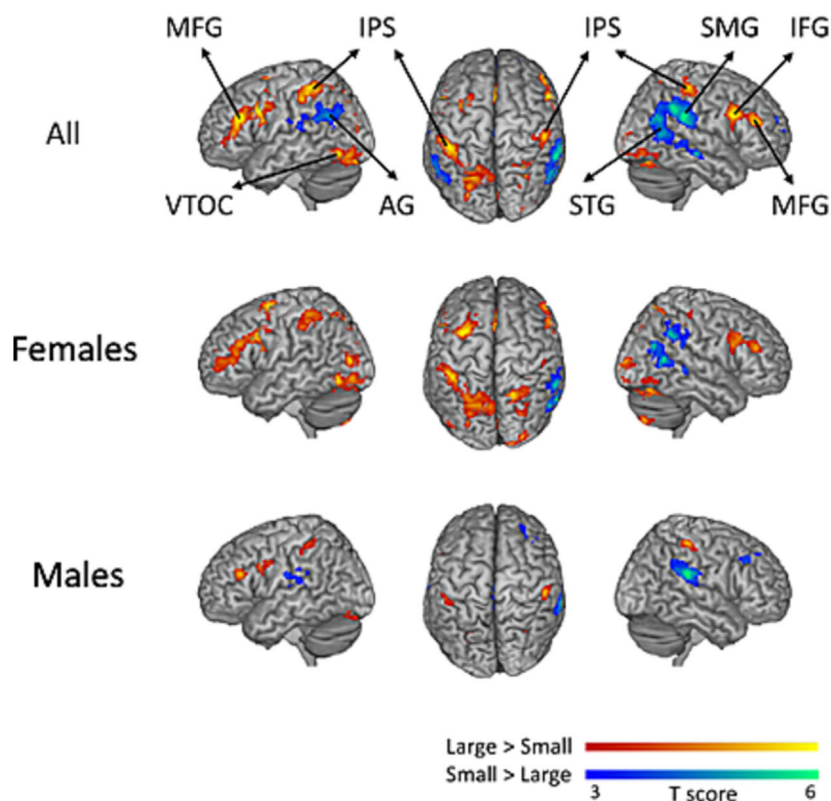 MFG IPS IPS SMG IFG
All
VTOC AG STG MFG
Females
Males
Large > Small
Small > Large
3 T score 6